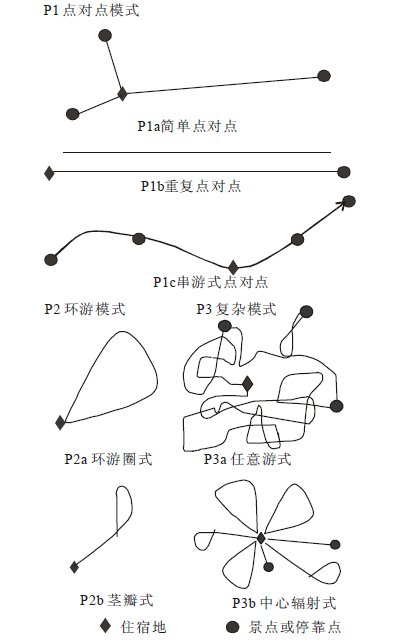 P1 点对点模式
P1a简单点对点
P1b重复点对点
P1c串游式点对点
P2 环游模式
P3 复杂模式
P2a 环游圈式
P3a 任意游式
P2b 茎瓣式
P3b 中心辐射式
住宿地
景点或停靠点